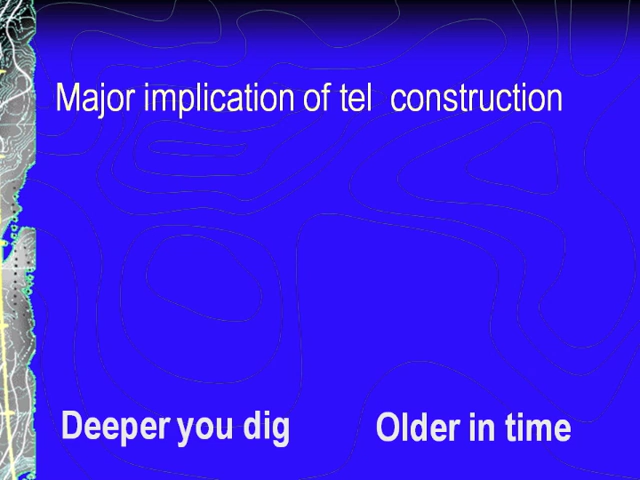 Major implication of tel construction
Deeper you dig Older in time